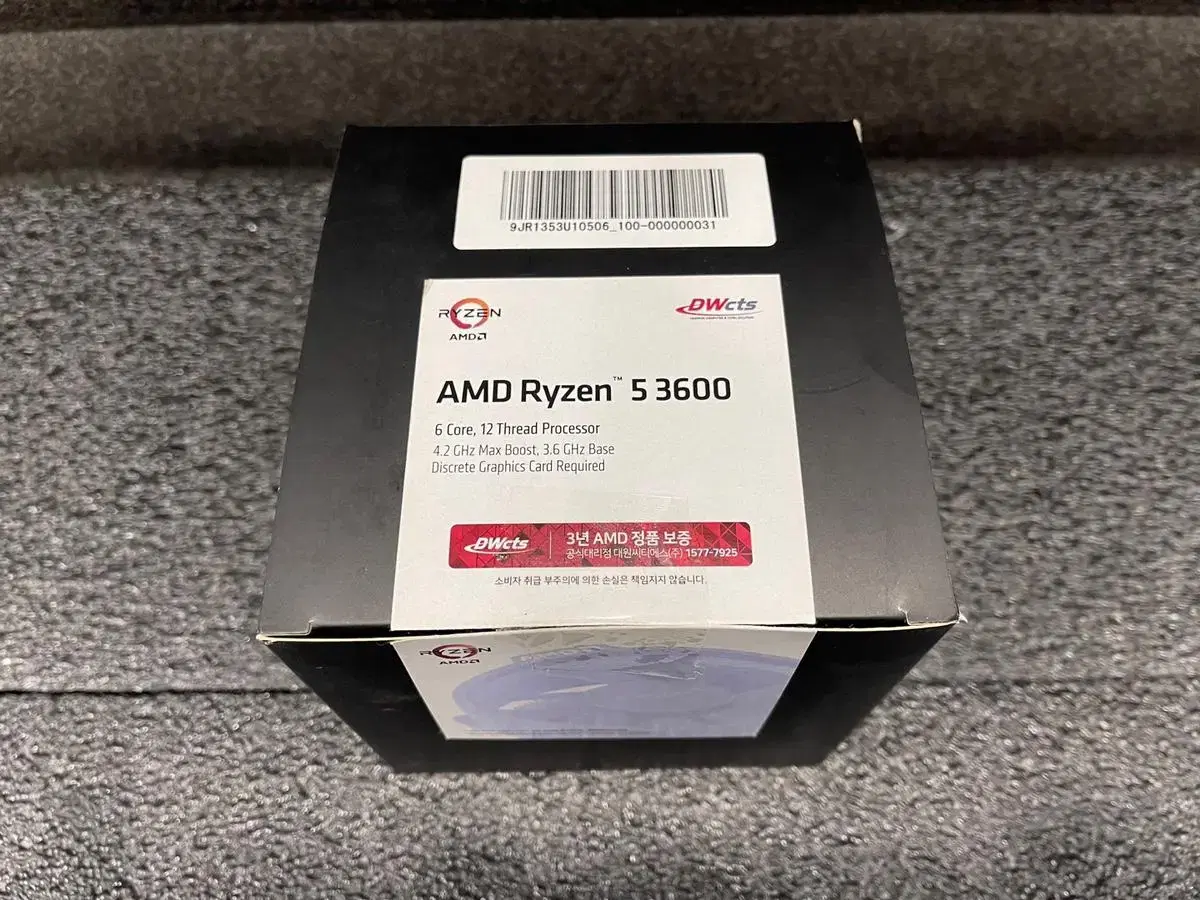 9JR1353U10506_100-000000031
RYZEN
AMD
DWcts
AMD Ryzen™ 5 3600
6 Core, 12 Thread Processor
4.2 GHz Max Boost, 3.6 GHz Base
Discrete Graphics Card Required
DWcts
3년 AMD 정품 보증
공식대리점 대원씨티에스(주) 1577-7925
소비자 취급 부주의에 의한 손실은 책임지지 않습니다.
RYZEN
AMD